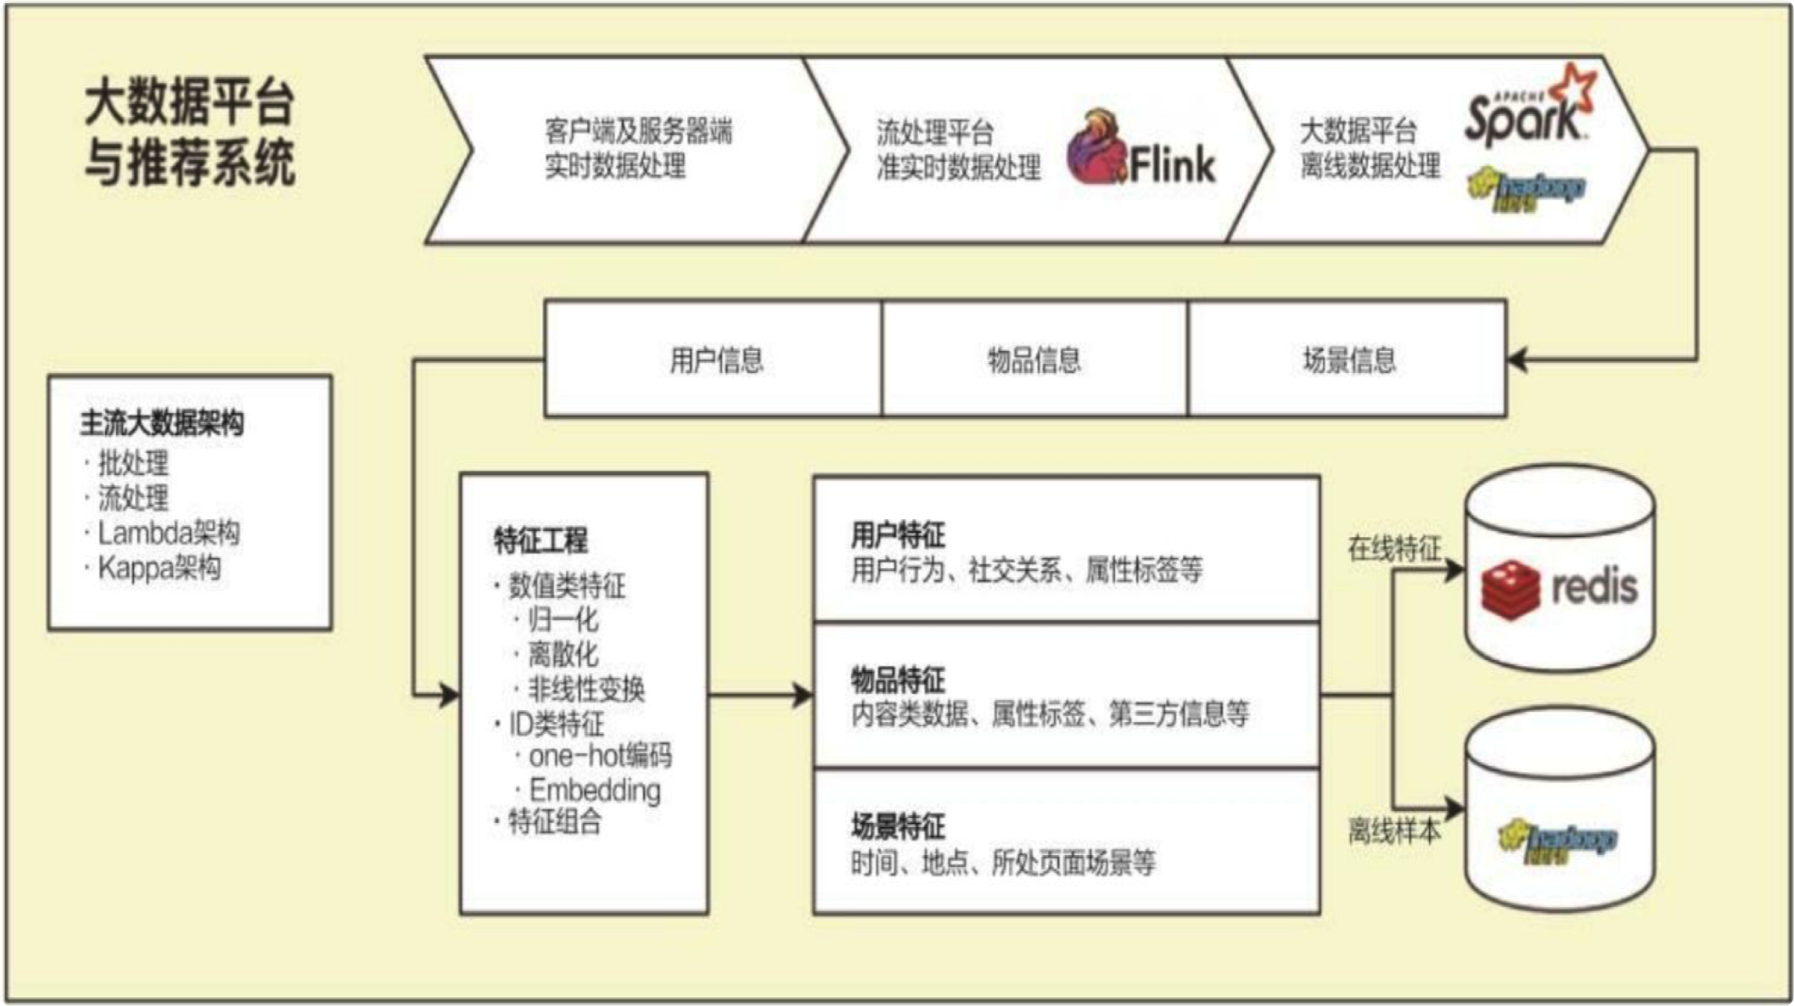 大数据平台
与推荐系统
客户端及服务器端
实时数据处理
流处理平台
准实时数据处理
Flink
大数据平台
离线数据处理
APACHE
Spark
hadoop
用户信息
物品信息
场景信息
主流大数据架构
· 批处理
· 流处理
· Lambda架构
· Kappa架构
特征工程
· 数值类特征
· 归一化
· 离散化
· 非线性变换
· ID类特征
· one-hot编码
· Embedding
· 特征组合
用户特征
用户行为、社交关系、属性标签等
物品特征
内容类数据、属性标签、第三方信息等
场景特征
时间、地点、所处页面场景等
在线特征
redis
离线样本
hadoop